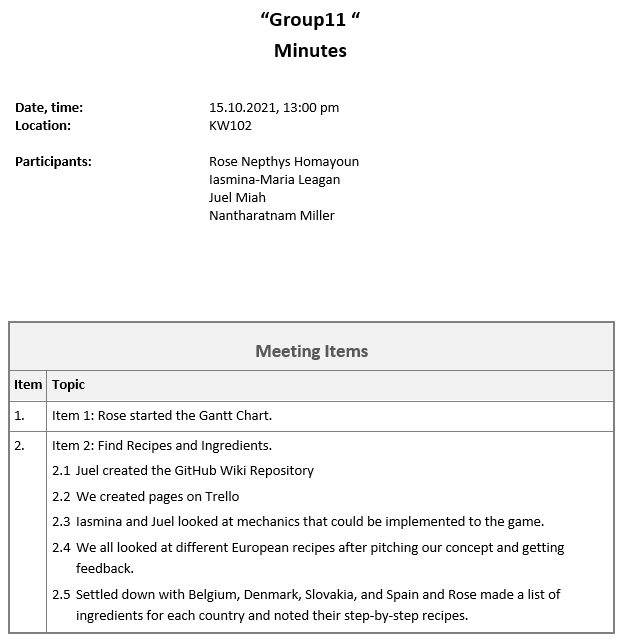 “Group11 “
Minutes
Date, time: 15.10.2021, 13:00 pm
Location: KW102
Participants: Rose Nepthys Homayoun
Iasmina-Maria Leagan
Juel Miah
Nantharatnam Miller
Meeting Items
Item Topic
1. Item 1: Rose started the Gantt Chart.
2. Item 2: Find Recipes and Ingredients.
2.1 Juel created the GitHub Wiki Repository
2.2 We created pages on Trello
2.3 Iasmina and Juel looked at mechanics that could be implemented to the game.
2.4 We all looked at different European recipes after pitching our concept and getting
feedback.
2.5 Settled down with Belgium, Denmark, Slovakia, and Spain and Rose made a list of
ingredients for each country and noted their step-by-step recipes.